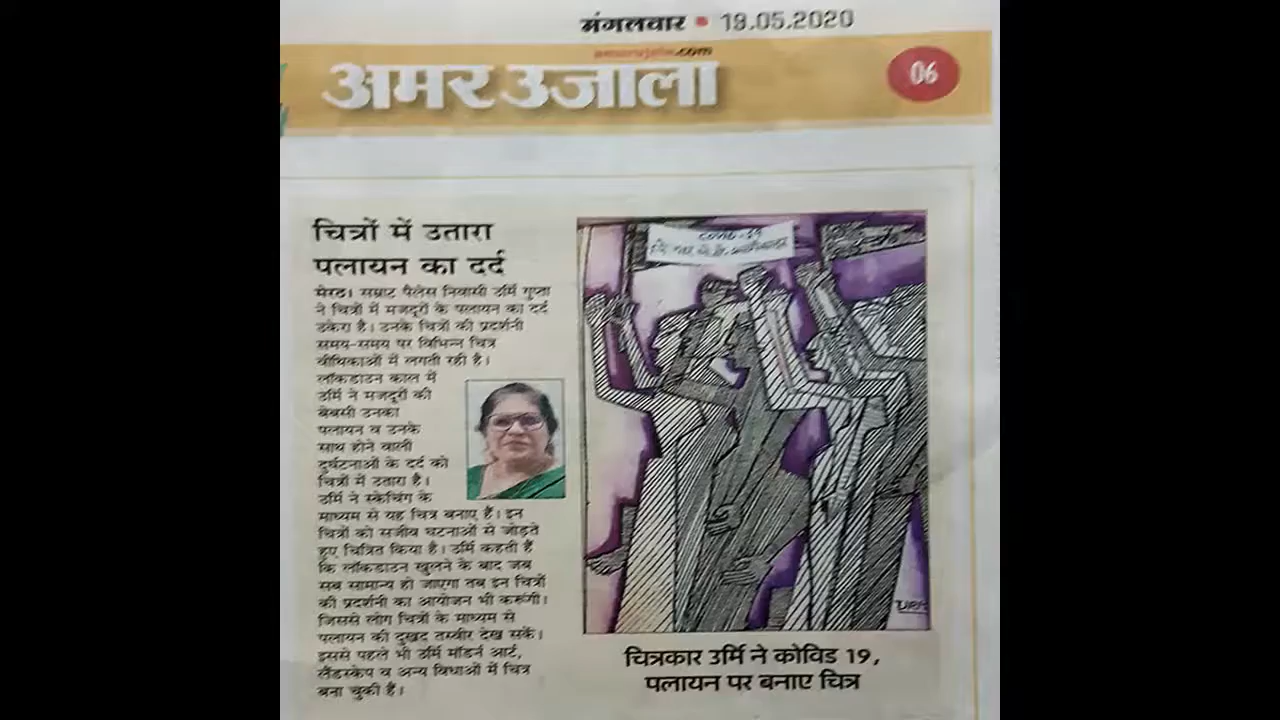 मंगलवार • 19.05.2020
amarujala.com
अमर उजाला
06
चित्रों में उतारा
पलायन का दर्द
मेरठ। सम्राट पैलेस निवासी उर्मि गुप्ता
ने चित्रों में मजदूरों के पलायन का दर्द
उकेरा है। उनके चित्रों की प्रदर्शनी
समय-समय पर विभिन्न चित्र
वीथिकाओं में लगती रही है।
लॉकडाउन काल में
उर्मि ने मजदूरों की
बेबसी उनका
पलायन व उनके
साथ होने वाली
दुर्घटनाओं के दर्द को
चित्रों में उतारा है।
उर्मि ने स्केचिंग के
माध्यम से यह चित्र बनाए हैं। इन
चित्रों को सजीव घटनाओं से जोड़ते
हुए चित्रित किया है। उर्मि कहती हैं
कि लॉकडाउन खुलने के बाद जब
सब सामान्य हो जाएगा तब इन चित्रों
की प्रदर्शनी का आयोजन भी करूंगी।
जिससे लोग चित्रों के माध्यम से
पलायन की दुखद तस्वीर देख सकें।
इससे पहले भी उर्मि मॉडर्न आर्ट,
लैंडस्केप व अन्य विधाओं में चित्र
बना चुकी हैं।
COVID-19
चित्रकार उर्मि ने कोविड 19,
पलायन पर बनाए चित्र